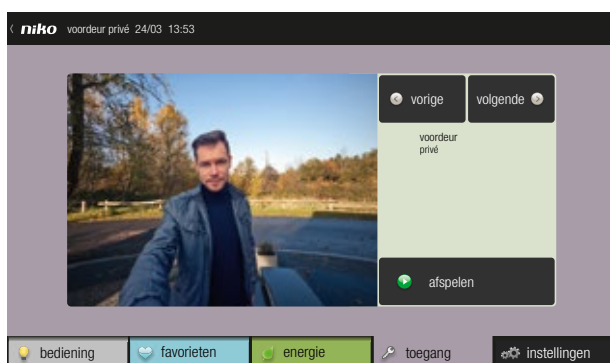 niko voordeur privé 24/03 13:53
vorige volgende
voordeur
privé
afspelen
bediening favorieten energie toegang instellingen